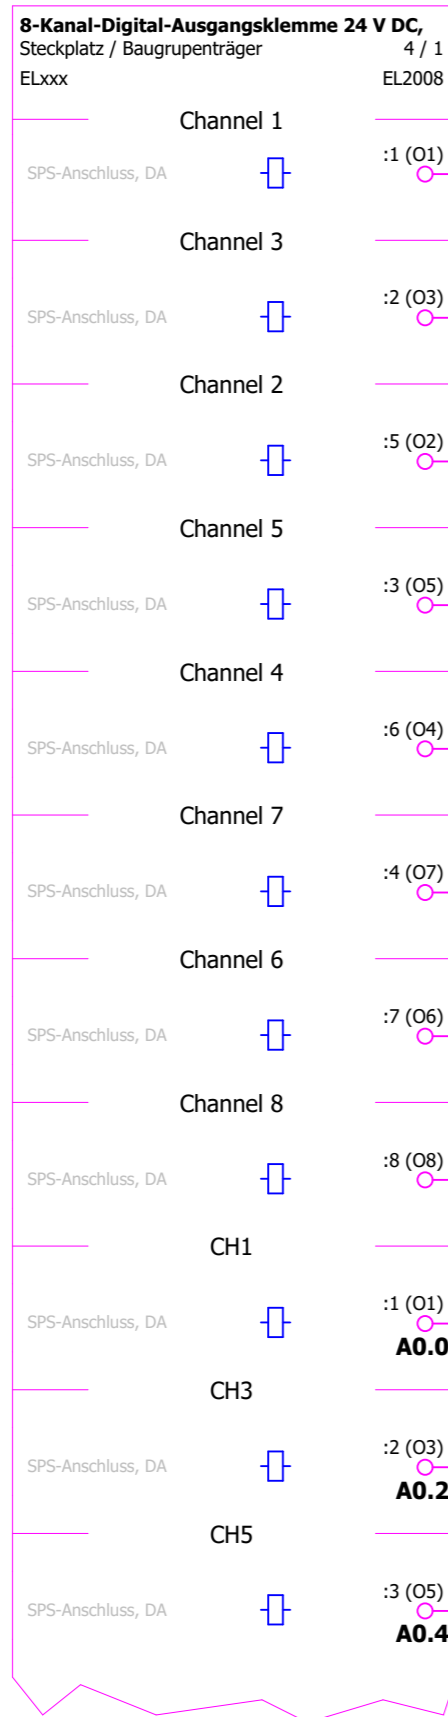 8-Kanal-Digital-Ausgangsklemme 24 V DC,
Steckplatz / Baugrupenträger 4 / 1
ELxxx EL2008
Channel 1
:1 (O1)
SPS-Anschluss, DA
Channel 3
:2 (O3)
SPS-Anschluss, DA
Channel 2
:5 (O2)
SPS-Anschluss, DA
Channel 5
:3 (O5)
SPS-Anschluss, DA
Channel 4
:6 (O4)
SPS-Anschluss, DA
Channel 7
:4 (O7)
SPS-Anschluss, DA
Channel 6
:7 (O6)
SPS-Anschluss, DA
Channel 8
:8 (O8)
SPS-Anschluss, DA
CH1
:1 (O1)
SPS-Anschluss, DA
A0.0
CH3
:2 (O3)
SPS-Anschluss, DA
A0.2
CH5
:3 (O5)
SPS-Anschluss, DA
A0.4